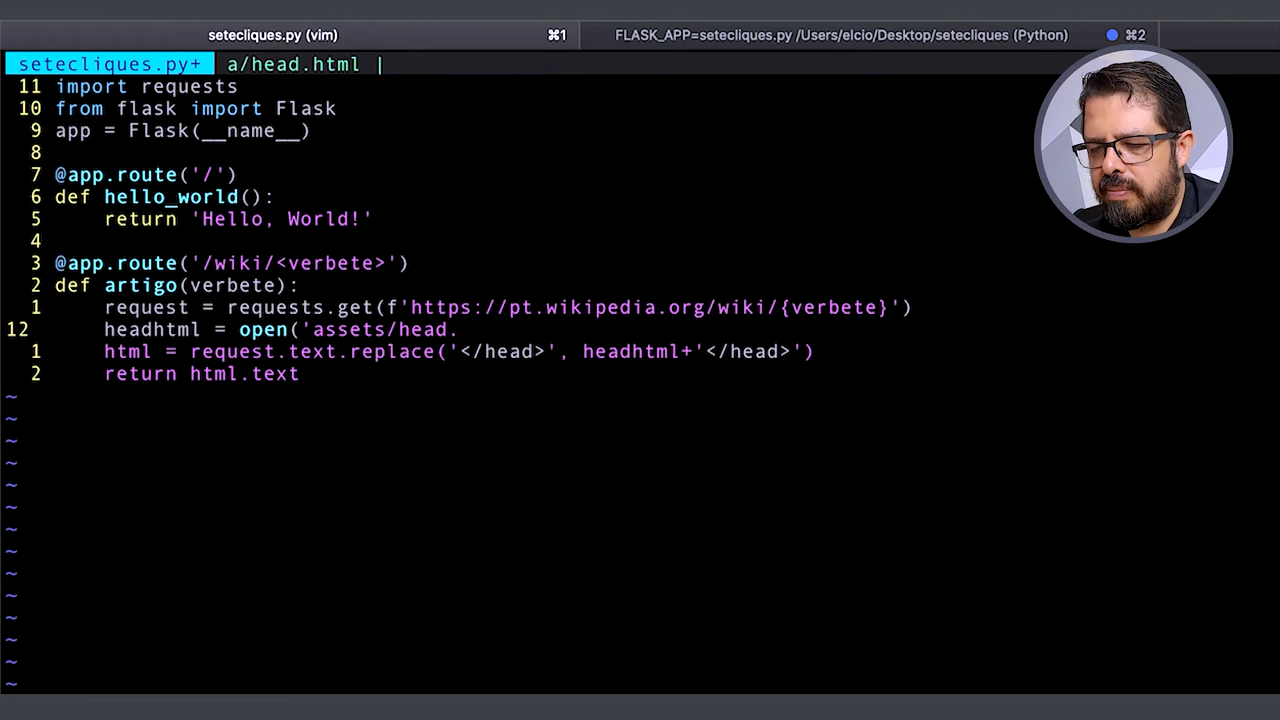 setecliques.py (vim) ⌘1 FLASK_APP=setecliques.py /Users/elcio/Desktop/setecliques (Python) ⌘2
setecliques.py+ a/head.html |
11 import requests
10 from flask import Flask
9 app = Flask(__name__)
8
7 @app.route('/')
6 def hello_world():
5     return 'Hello, World!'
4
3 @app.route('/wiki/<verbete>')
2 def artigo(verbete):
1     request = requests.get(f'https://pt.wikipedia.org/wiki/{verbete}')
12     headhtml = open('assets/head.
1     html = request.text.replace('</head>', headhtml+'</head>')
2     return html.text
~
~
~
~
~
~
~
~
~
~
~
~
~
~